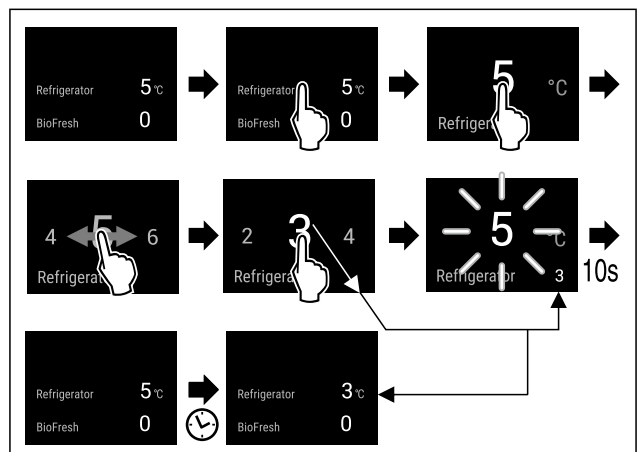 Refrigerator 5 °C
BioFresh 0
Refrigerator 5 °C
BioFresh 0
5 °C
Refriger
4 5 6
Refrigerat
2 3 4
Refrigera
5 °C
Refrigerator 3
10s
Refrigerator 5 °C
BioFresh 0
Refrigerator 3 °C
BioFresh 0